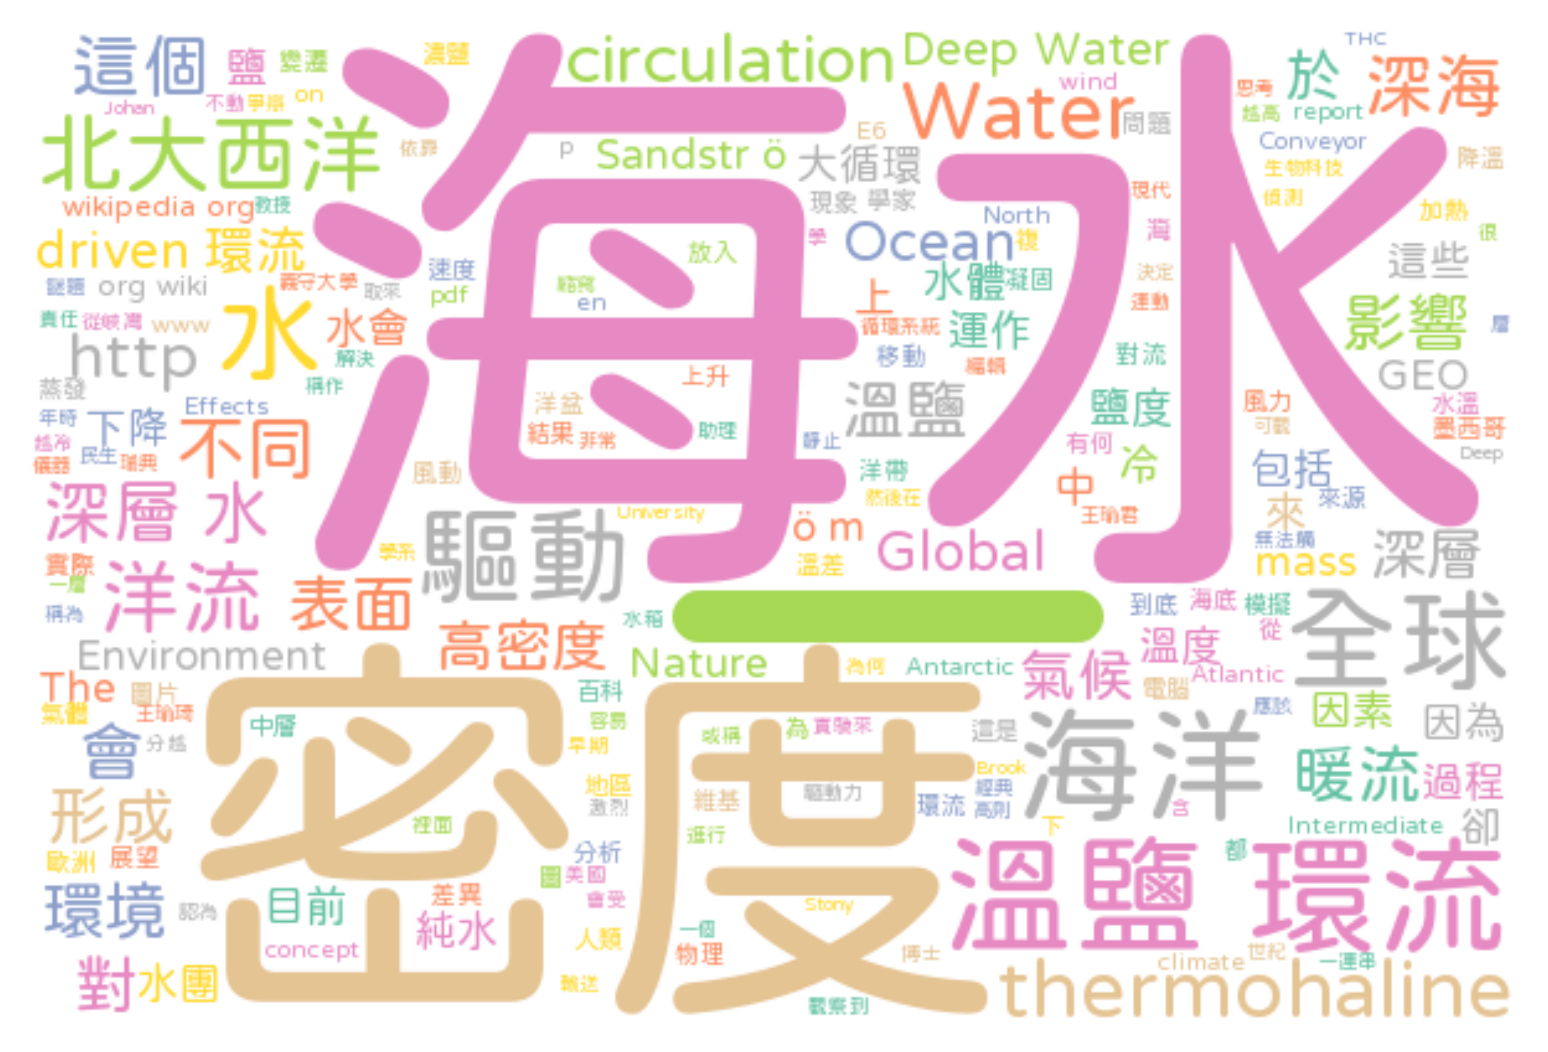 這個 鹽 變遷 濃鹽 circulation Deep Water THC
Johan 不動 爭辯 on wind 思考 於 深海
北大西洋 海水 Water 問題 越高 report
依靠 P Sandstr ö E6 大循環 Conveyor 降溫
wikipedia org 教授 現象 學家 現代 生物科技 偵測
driven 環流 放入 學 Ocean North 複 灣 加熱 很
謎題 org wiki 義守大學 取來 速度 pdf en 水體 凝固 決定 這些
責任 從峽灣 www 水 水會 上 循環系統 運作 運動 影響 層
http 解決 移動 編輯 對流 GEO
蒸發 稱作 上升 溫鹽 鹽度 風力 水溫
年時 下降 Effects 不同 洋盆 結果 非常 助理 靜止 有何 冷 可觀 墨西哥
越冷 儀器 民生 瑞典 風動 洋帶 包括 Deep
深層 水 University 然後在 中 王瑜君 來 來源
學系 驅動 ö m 溫差 Global 無法觸 mass 深層
實際 一層 稱為 洋流 表面 水箱 一 到底 海底 模擬 從 全球
Environment 高密度 Nature 為何 Antarctic 氣候 溫度 Atlantic
The 圖片 氣體 王瑜琦 密度 百科 電腦 應該 因素 因為
會 分越 中層 容易 早期 或稱 為 實發來 這是 海洋
形成 地區 激烈 維基 驅動力 Brook 經典 高則 環流 暖流 過程
歐洲 展望 裡面 進行 下 含 Intermediate 卻
環境 認為 目前 差異 純水 分析 美國 會受 Stony 都 溫鹽 環流
concept 人類 一個 物理 博士 climate 世紀 一連串
對 水團 輸送 觀察到 thermohaline